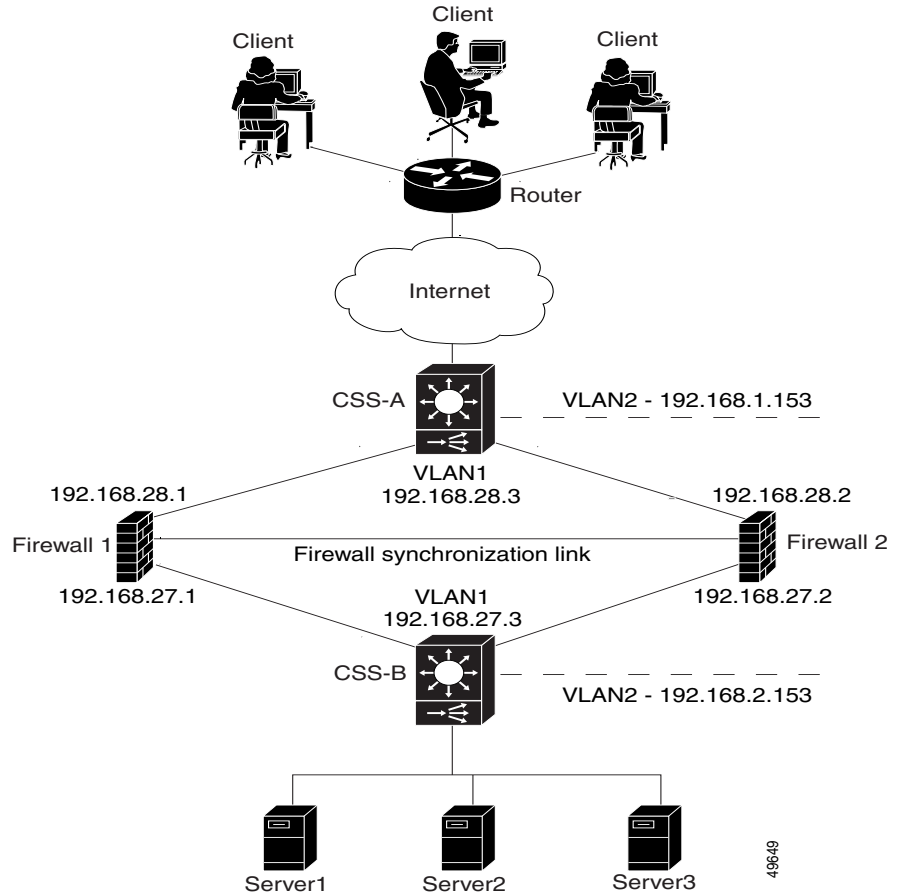 Client
Client
Client
Router
Internet
CSS-A
VLAN2 - 192.168.1.153
VLAN1
192.168.28.3
192.168.28.1
192.168.28.2
Firewall 1
Firewall synchronization link
Firewall 2
192.168.27.1
VLAN1
192.168.27.3
192.168.27.2
CSS-B
VLAN2 - 192.168.2.153
Server1
Server2
Server3
49649